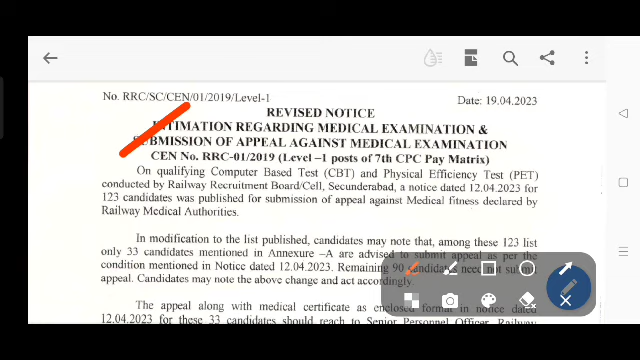 No. RRC/SC/CEN/01/2019/Level-1
Date: 19.04.2023
REVISED NOTICE
INTIMATION REGARDING MEDICAL EXAMINATION &
SUBMISSION OF APPEAL AGAINST MEDICAL EXAMINATION
CEN No. RRC-01/2019 (Level –1 posts of 7th CPC Pay Matrix)
On qualifying Computer Based Test (CBT) and Physical Efficiency Test (PET)
conducted by Railway Recruitment Board/Cell, Secunderabad, a notice dated 12.04.2023 for
123 candidates was published for submission of appeal against Medical fitness declared by
Railway Medical Authorities.
In modification to the list published, candidates may note that, among these 123 list
only 33 candidates mentioned in Annexure –A are advised to submit appeal as per the
condition mentioned in Notice dated 12.04.2023. Remaining 90 candidates need not submit
appeal. Candidates may note the above change and act accordingly.
The appeal along with medical certificate as enclosed format in notice dated
12.04.2023 for these 33 candidates should reach to Senior Personnel Officer, Railway